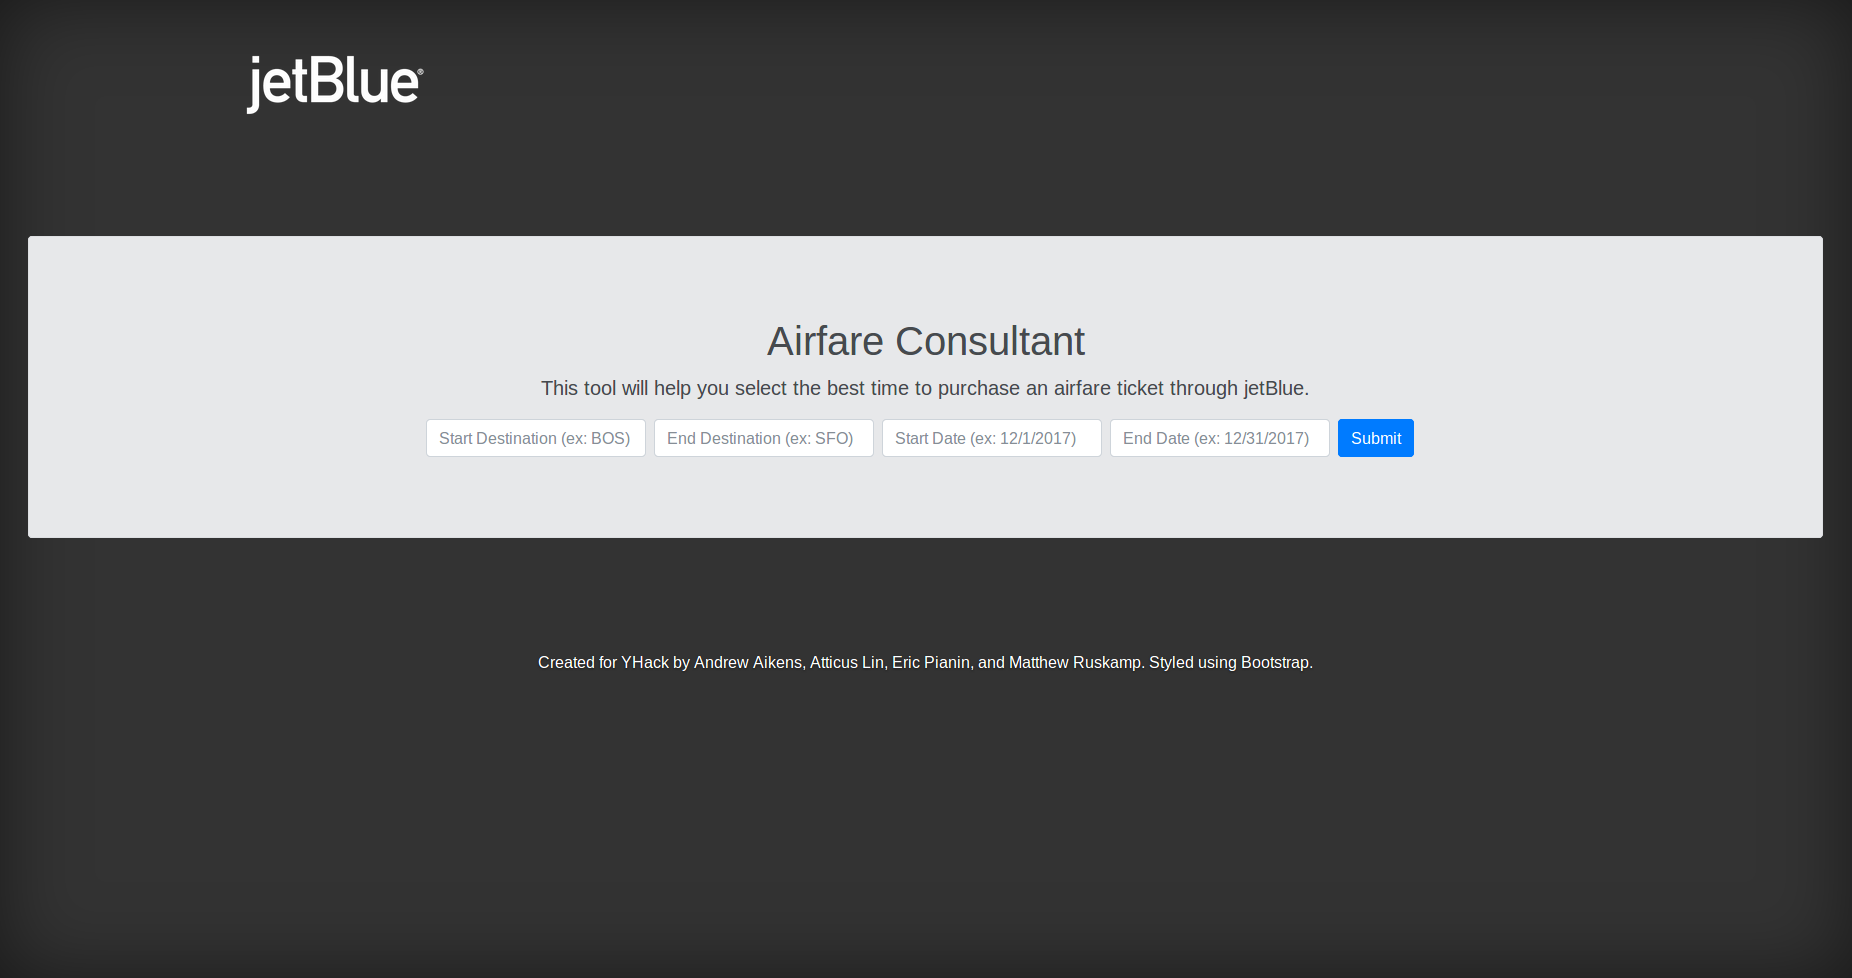 jetBlue®
Airfare Consultant
This tool will help you select the best time to purchase an airfare ticket through jetBlue.
Start Destination (ex: BOS) End Destination (ex: SFO) Start Date (ex: 12/1/2017) End Date (ex: 12/31/2017) Submit
Created for YHack by Andrew Aikens, Atticus Lin, Eric Pianin, and Matthew Ruskamp. Styled using Bootstrap.